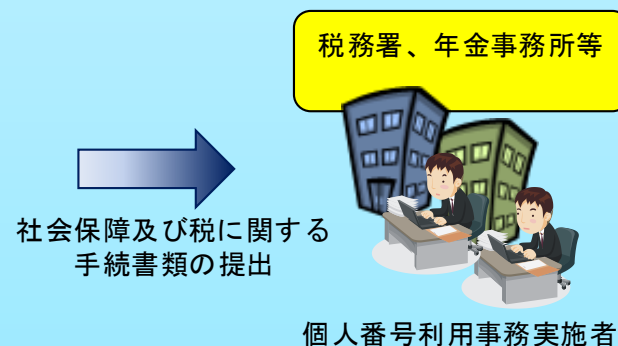 税務署、年金事務所等
社会保障及び税に関する
手続書類の提出
個人番号利用事務実施者